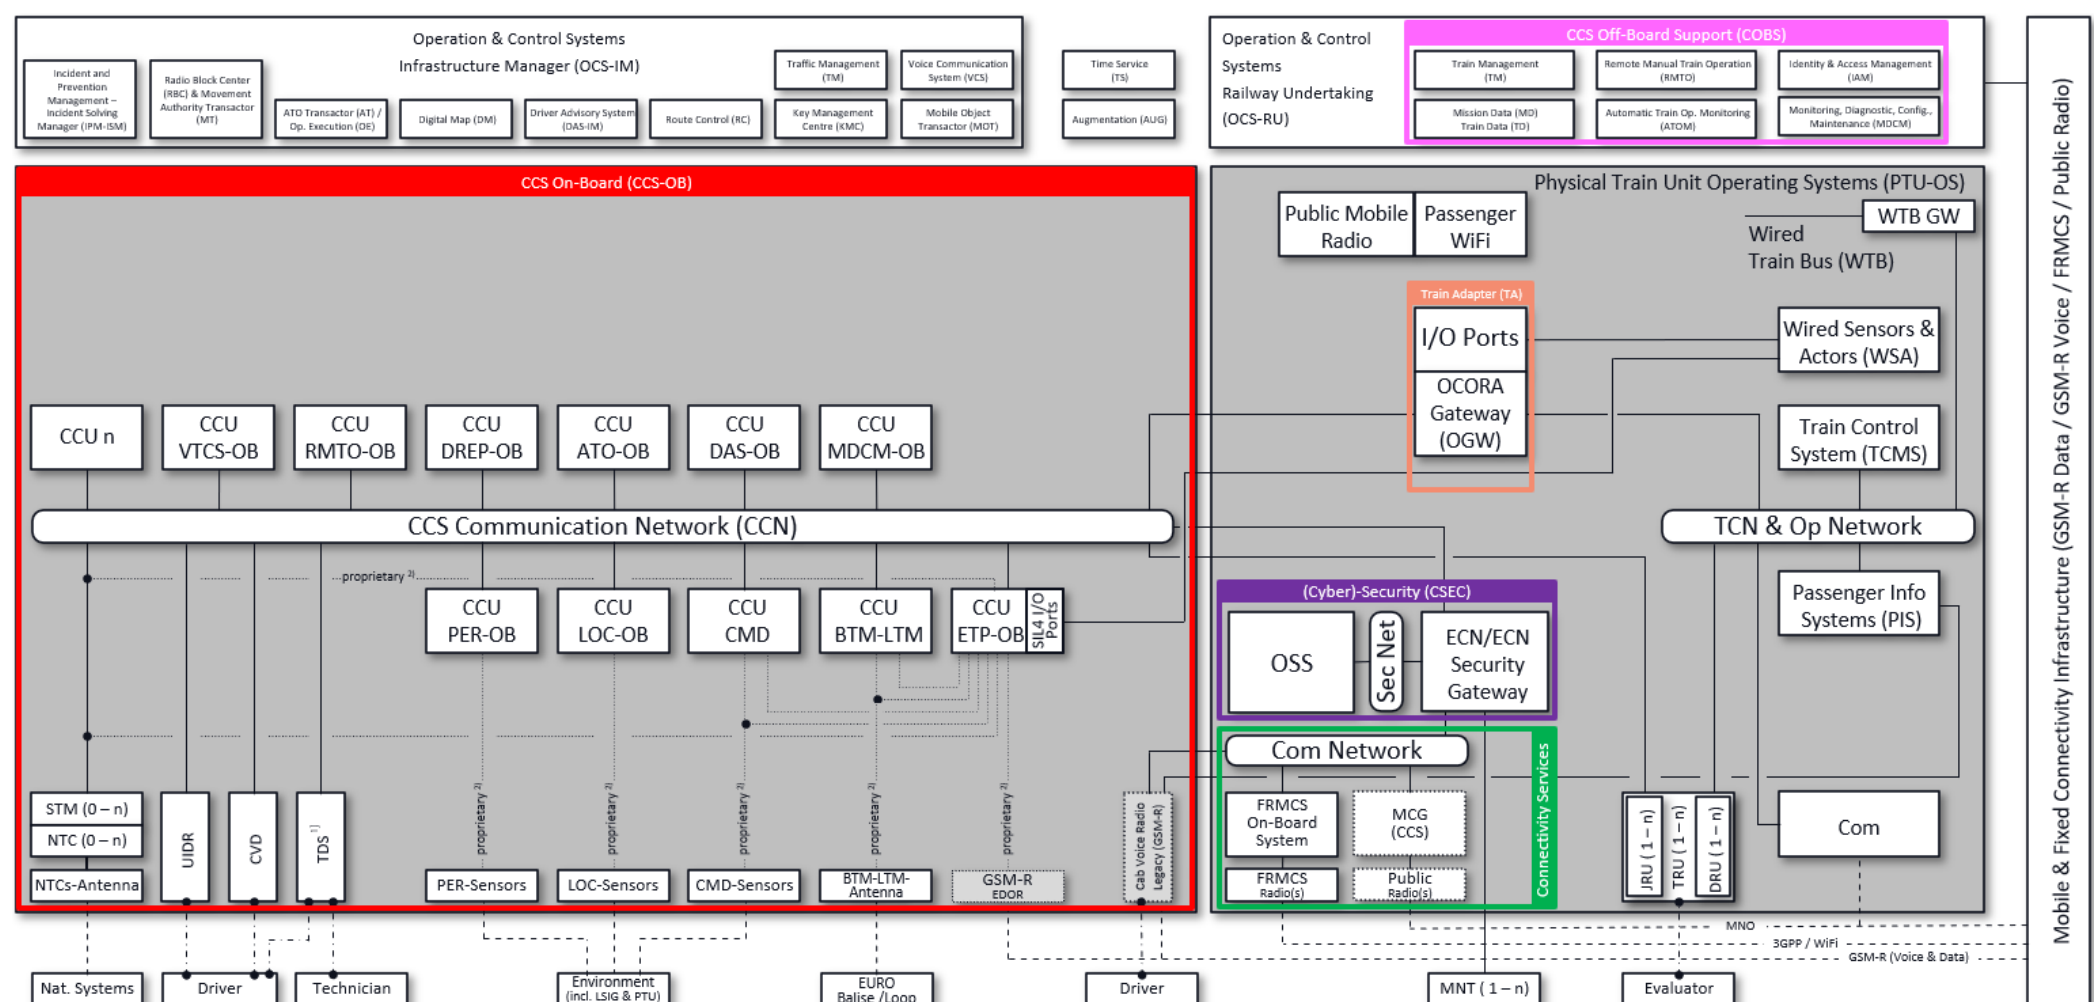 Operation & Control Systems
Infrastructure Manager (OCS-IM)
Incident and
Prevention
Management –
Incident Solving
Manager (IPM-ISM)
Radio Block Center
(RBC) & Movement
Authority Transactor
(MT)
ATO Transactor (AT) /
Op. Execution (OE)
Digital Map (DM)
Driver Advisory System
(DAS-IM)
Route Control (RC)
Traffic Management
(TM)
Key Management
Centre (KMC)
Voice Communication
System (VCS)
Mobile Object
Transactor (MOT)
Time Service
(TS)
Augmentation (AUG)
Operation & Control
Systems
Railway Undertaking
(OCS-RU)
CCS Off-Board Support (COBS)
Train Management
(TM)
Remote Manual Train Operation
(RMTO)
Identity & Access Management
(IAM)
Mission Data (MD)
Train Data (TD)
Automatic Train Op. Monitoring
(ATOM)
Monitoring, Diagnostic, Config.,
Maintenance (MDCM)
Mobile & Fixed Connectivity Infrastructure (GSM-R Data / GSM-R Voice / FRMCS / Public Radio)
CCS On-Board (CCS-OB)
CCU n
CCU
VTCS-OB
CCU
RMTO-OB
CCU
DREP-OB
CCU
ATO-OB
CCU
DAS-OB
CCU
MDCM-OB
CCS Communication Network (CCN)
proprietary 2)
CCU
PER-OB
CCU
LOC-OB
CCU
CMD
CCU
BTM-LTM
CCU
ETP-OB
SIL4 I/O
Ports
STM (0 – n)
NTC (0 – n)
NTCs-Antenna
UIDR
CVD
TDS 1)
proprietary 2)
proprietary 2)
proprietary 2)
proprietary 2)
proprietary 2)
PER-Sensors
LOC-Sensors
CMD-Sensors
BTM-LTM-
Antenna
GSM-R
EDOR
Cab Voice Radio
Legacy (GSM-R)
Physical Train Unit Operating Systems (PTU-OS)
Public Mobile
Radio
Passenger
WiFi
WTB GW
Wired
Train Bus (WTB)
Train Adapter (TA)
I/O Ports
OCORA
Gateway
(OGW)
Wired Sensors &
Actors (WSA)
Train Control
System (TCMS)
TCN & Op Network
Passenger Info
Systems (PIS)
(Cyber)-Security (CSEC)
OSS
Sec Net
ECN/ECN
Security
Gateway
Com Network
Connectivity Services
FRMCS
On-Board
System
FRMCS
Radio(s)
MCG
(CCS)
Public
Radio(s)
JRU ( 1 – n)
TRU ( 1 – n)
DRU ( 1 – n)
Com
MNO
3GPP / WiFi
GSM-R (Voice & Data)
Nat. Systems
Driver
Technician
Environment
(incl. LSIG & PTU)
EURO
Balise /Loop
Driver
MNT ( 1 – n)
Evaluator